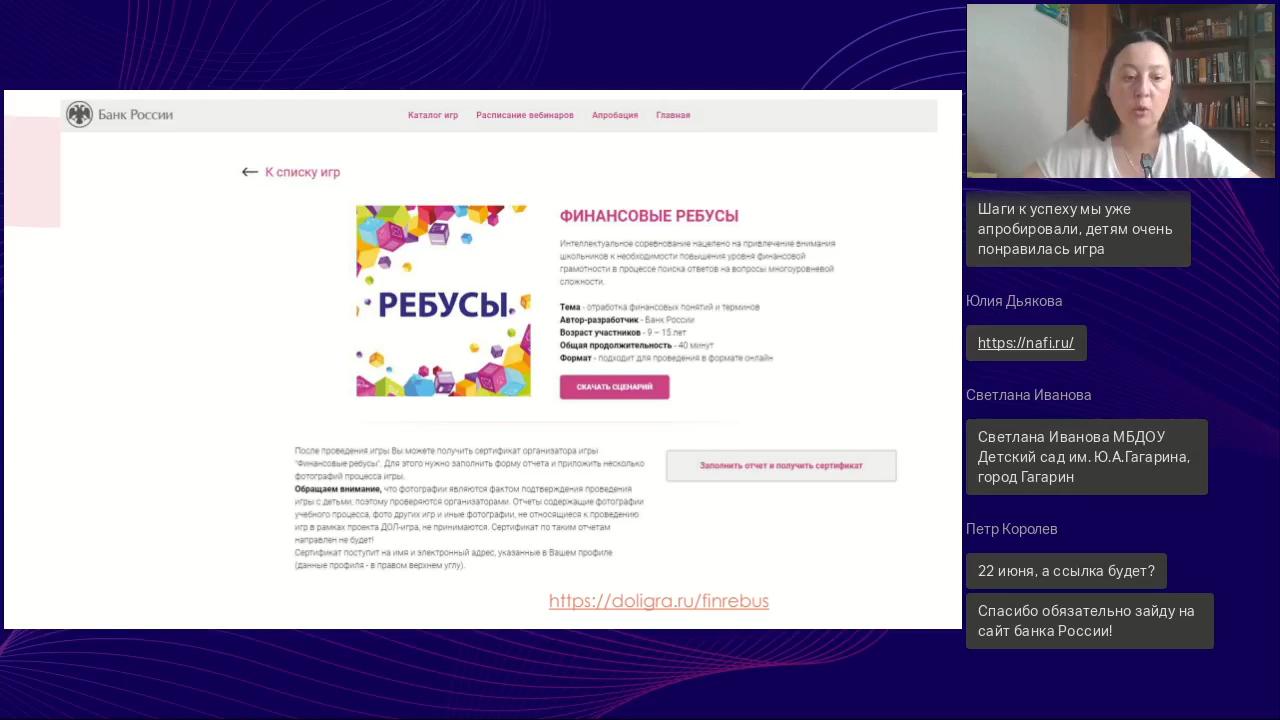 Банк России
Каталог игр
Расписание вебинаров
Апробация
Главная
К списку игр
РЕБУСЫ
ФИНАНСОВЫЕ РЕБУСЫ
Интеллектуальное соревнование нацелено на привлечение внимания
школьников к необходимости повышения уровня финансовой
грамотности в процессе поиска ответов на вопросы многоуровневой
сложности.
Тема - отработка финансовых понятий и терминов
Автор-разработчик - Банк России
Возраст участников - 9 – 15 лет
Общая продолжительность - 40 минут
Формат - подходит для проведения в формате онлайн
СКАЧАТЬ СЦЕНАРИЙ
После проведения игры Вы можете получить сертификат организатора игры
"Финансовые ребусы". Для этого нужно заполнить форму отчета и приложить несколько
фотографий процесса игры.
Обращаем внимание, что фотографии являются фактом подтверждения проведения
игры с детьми, поэтому проверяются организаторами. Отчеты содержащие фотографии
учебного процесса, фото других игр и иные фотографии, не относящиеся к проведению
игр в рамках проекта ДОЛ-игра, не принимаются. Сертификат по таким отчетам
направлен не будет!
Сертификат поступит на имя и электронный адрес, указанные в Вашем профиле
(данные профиля - в правом верхнем углу).
Заполнить отчет и получить сертификат
https://doligra.ru/finrebus
Шаги к успеху мы уже
апробировали, детям очень
понравилась игра
Юлия Дьякова
https://nafi.ru/
Светлана Иванова
Светлана Иванова МБДОУ
Детский сад им. Ю.А.Гагарина,
город Гагарин
Петр Королев
22 июня, а ссылка будет?
Спасибо обязательно зайду на
сайт банка России!